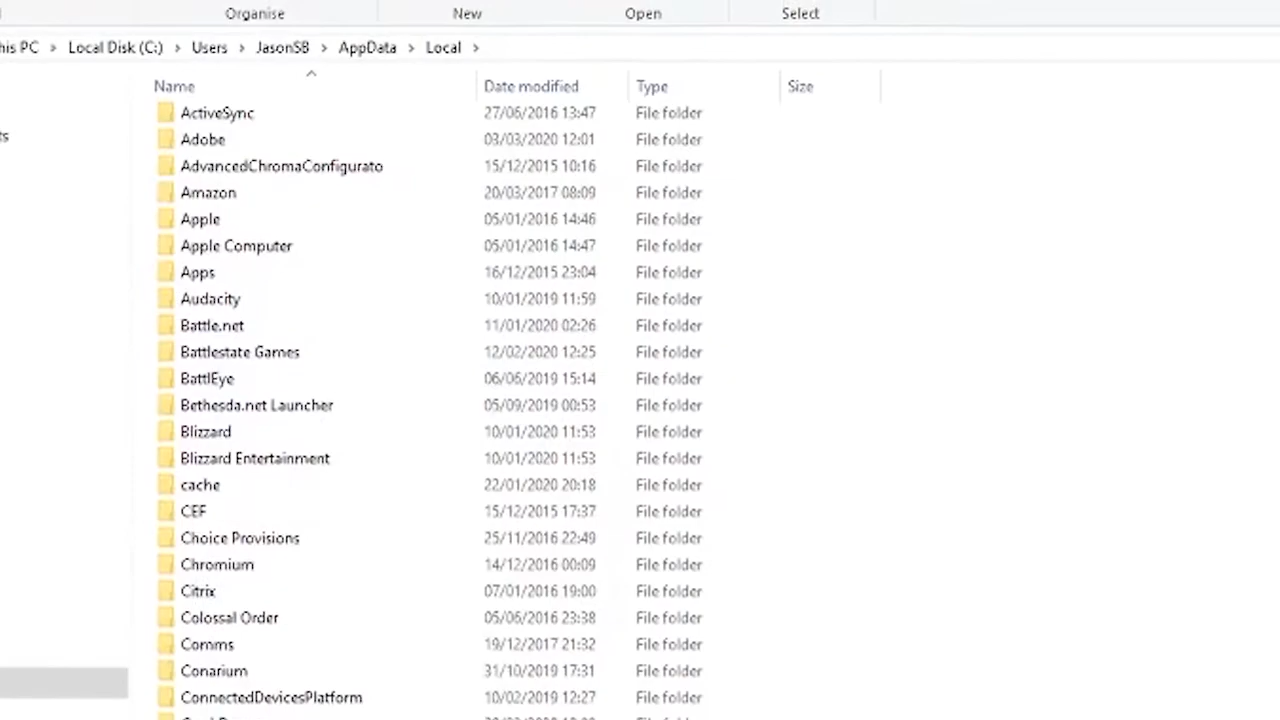 Organise New Open Select
his PC > Local Disk (C:) > Users > JasonSB > AppData > Local >
Name Date modified Type Size
ts
ActiveSync 27/06/2016 13:47 File folder
Adobe 03/03/2020 12:01 File folder
AdvancedChromaConfigurato 15/12/2015 10:16 File folder
Amazon 20/03/2017 08:09 File folder
Apple 05/01/2016 14:46 File folder
Apple Computer 05/01/2016 14:47 File folder
Apps 16/12/2015 23:04 File folder
Audacity 10/01/2019 11:59 File folder
Battle.net 11/01/2020 02:26 File folder
Battlestate Games 12/02/2020 12:25 File folder
BattlEye 06/06/2019 15:14 File folder
Bethesda.net Launcher 05/09/2019 00:53 File folder
Blizzard 10/01/2020 11:53 File folder
Blizzard Entertainment 10/01/2020 11:53 File folder
cache 22/01/2020 20:18 File folder
CEF 15/12/2015 17:37 File folder
Choice Provisions 25/11/2016 22:49 File folder
Chromium 14/12/2016 00:09 File folder
Citrix 07/01/2016 19:00 File folder
Colossal Order 05/06/2016 23:38 File folder
Comms 19/12/2017 21:32 File folder
Conarium 31/10/2019 17:31 File folder
ConnectedDevicesPlatform 10/02/2019 12:27 File folder